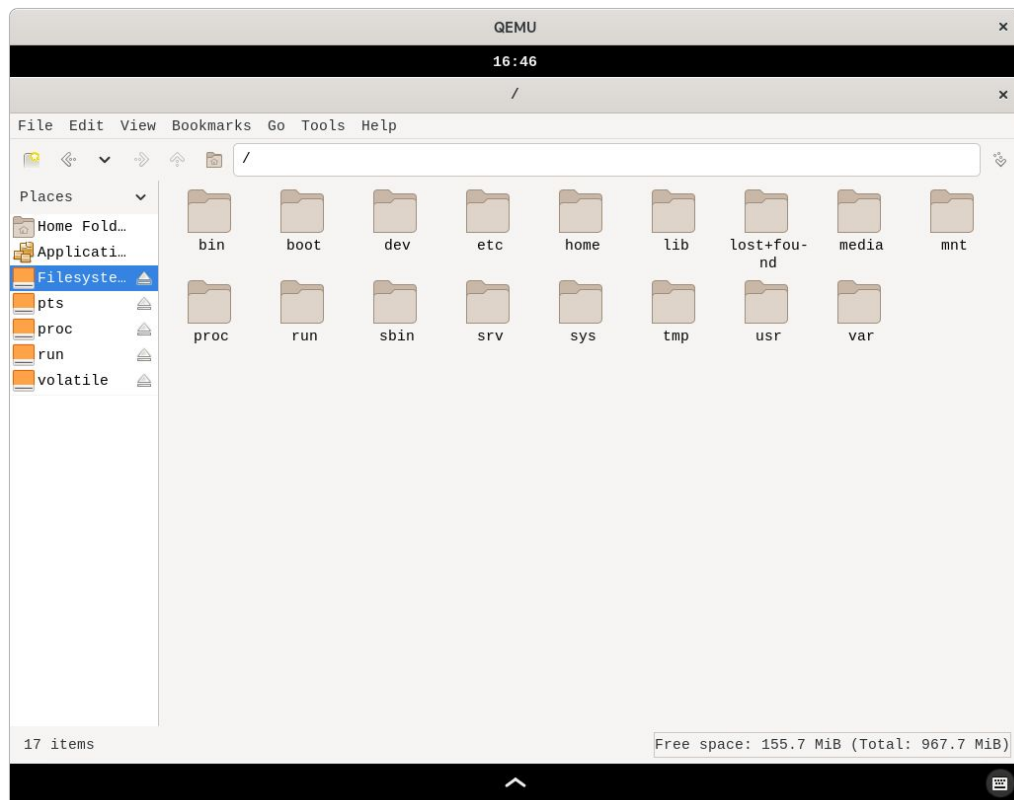 QEMU
16:46
/
File Edit View Bookmarks Go Tools Help
/
Places
Home Fold…
Applicati…
Filesyste…
pts
proc
run
volatile
bin boot dev etc home lib lost+fou-
nd media mnt
proc run sbin srv sys tmp usr var
17 items
Free space: 155.7 MiB (Total: 967.7 MiB)